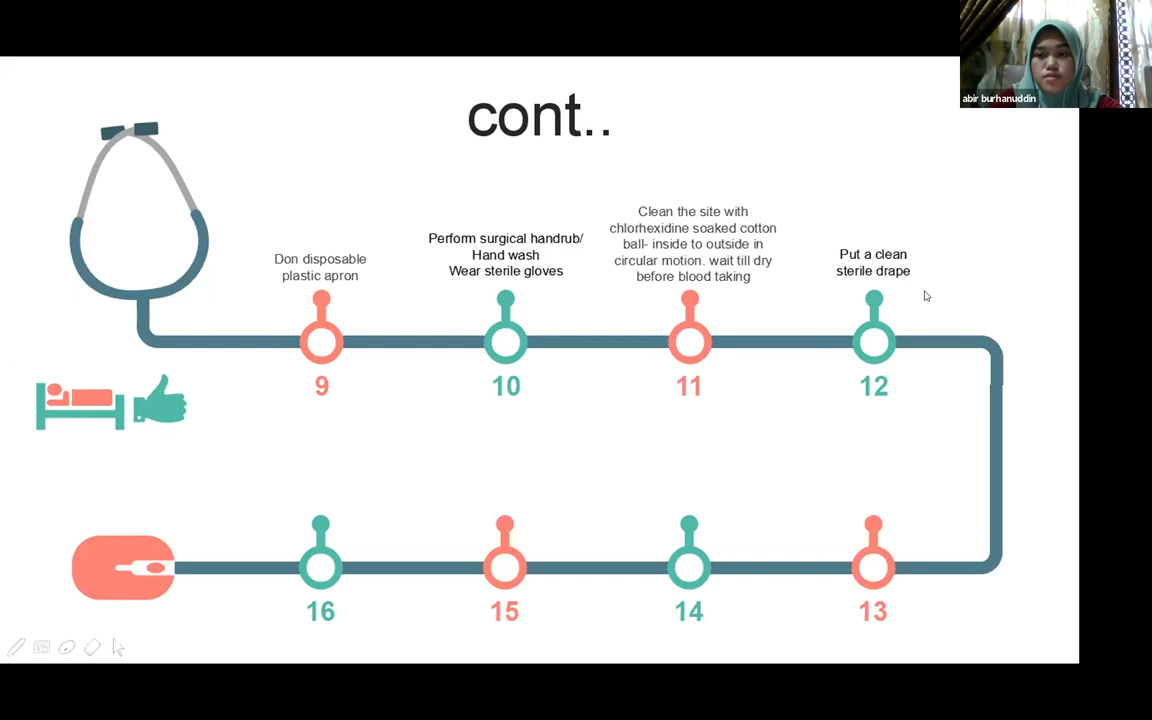 abir burhanuddin
cont..
Don disposable
plastic apron
Perform surgical handrub/
Hand wash
Wear sterile gloves
Clean the site with
chlorhexidine soaked cotton
ball- inside to outside in
circular motion. wait till dry
before blood taking
Put a clean
sterile drape
9
10
11
12
16
15
14
13